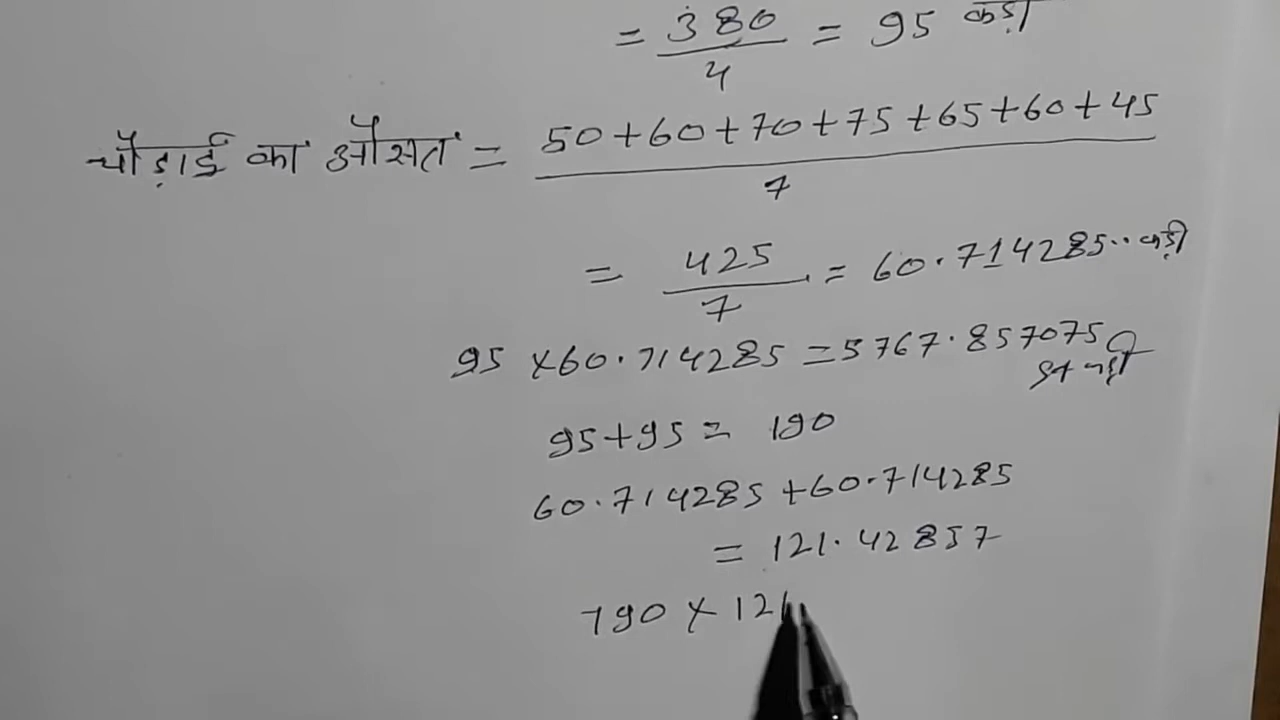 = 380/4 = 95 कड़ी
चौड़ाई का औसत = 50+60+70+75+65+60+45/7
= 425/7 = 60.714285.. कड़ी
95 x 60.714285 = 5767.857075
95+95 = 190
60.714285+60.714285
= 121.42857
190 x 121